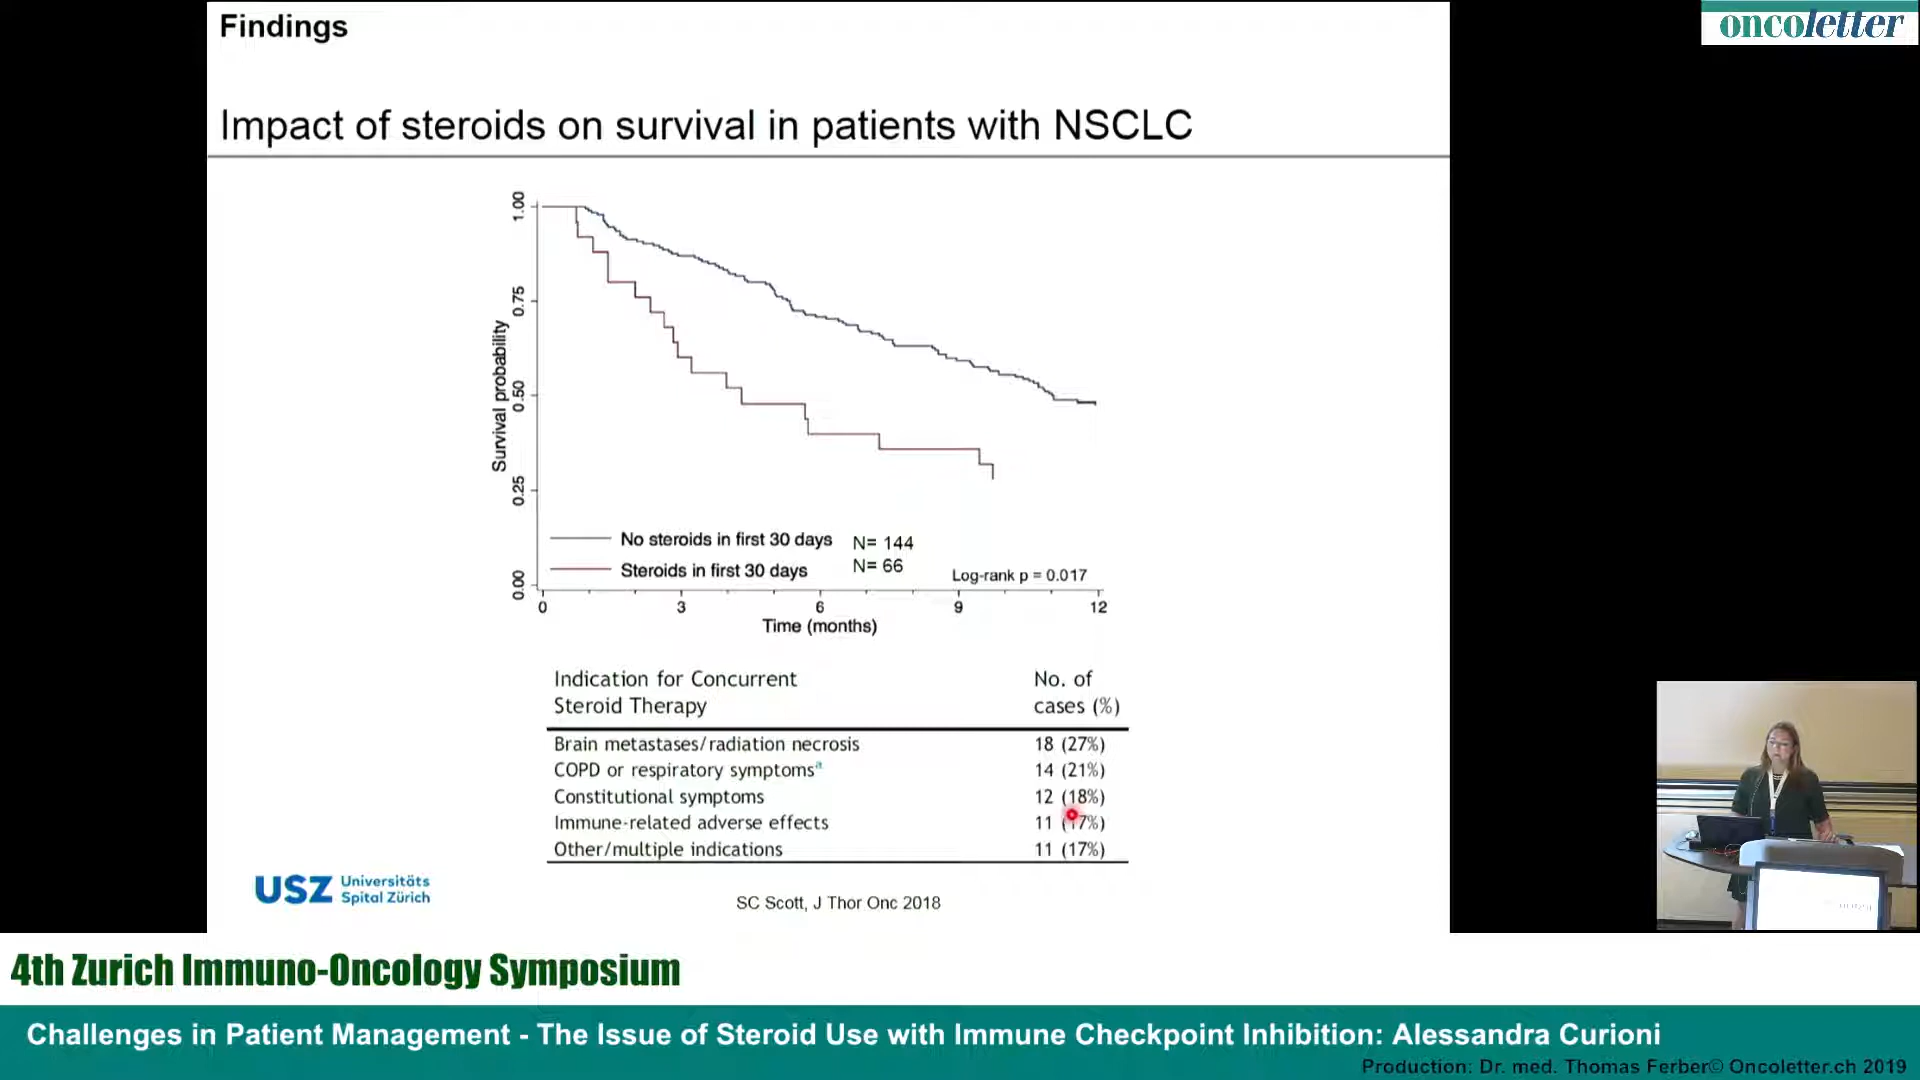 Findings
oncoletter
Impact of steroids on survival in patients with NSCLC
1.00
0.75
0.50
0.25
0.00
Survival probability
No steroids in first 30 days N= 144
Steroids in first 30 days N= 66
Log-rank p = 0.017
0 3 6 9 12
Time (months)
Indication for Concurrent Steroid Therapy No. of cases (%)
Brain metastases/radiation necrosis 18 (27%)
COPD or respiratory symptomsᵃ 14 (21%)
Constitutional symptoms 12 (18%)
Immune-related adverse effects 11 (17%)
Other/multiple indications 11 (17%)
USZ Universitäts
Spital Zürich
SC Scott, J Thor Onc 2018
4th Zurich Immuno-Oncology Symposium
Challenges in Patient Management - The Issue of Steroid Use with Immune Checkpoint Inhibition: Alessandra Curioni
Production: Dr. med. Thomas Ferber© Oncoletter.ch 2019